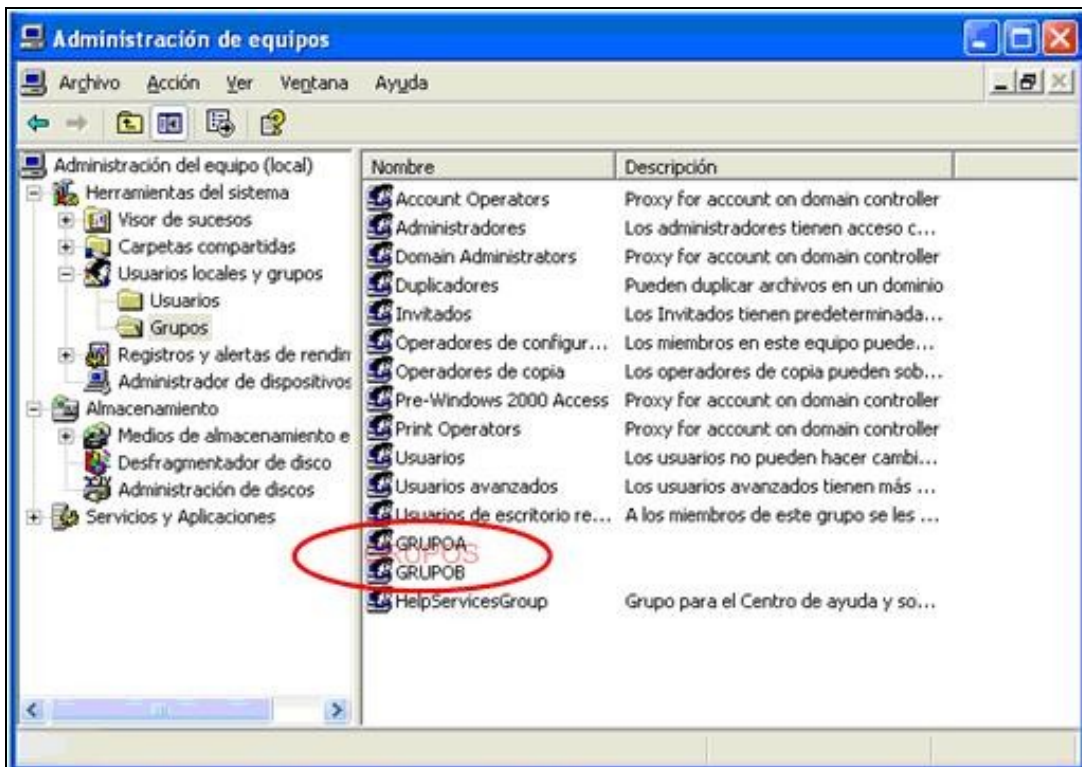 Administración de equipos
Archivo Acción Ver Ventana Ayuda
Administración del equipo (local)
Herramientas del sistema
Visor de sucesos
Carpetas compartidas
Usuarios locales y grupos
Usuarios
Grupos
Registros y alertas de rendin
Administrador de dispositivos
Almacenamiento
Medios de almacenamiento e
Desfragmentador de disco
Administración de discos
Servicios y Aplicaciones
Nombre Descripción
Account Operators Proxy for account on domain controller
Administradores Los administradores tienen acceso c...
Domain Administrators Proxy for account on domain controller
Duplicadores Pueden duplicar archivos en un dominio
Invitados Los Invitados tienen predeterminada...
Operadores de configur... Los miembros en este equipo puede...
Operadores de copia Los operadores de copia pueden sob...
Pre-Windows 2000 Access Proxy for account on domain controller
Print Operators Proxy for account on domain controller
Usuarios Los usuarios no pueden hacer cambi...
Usuarios avanzados Los usuarios avanzados tienen más ...
Usuarios de escritorio re... A los miembros de este grupo se les ...
GRUPOA
GRUPOS
GRUPOB
HelpServicesGroup Grupo para el Centro de ayuda y so...